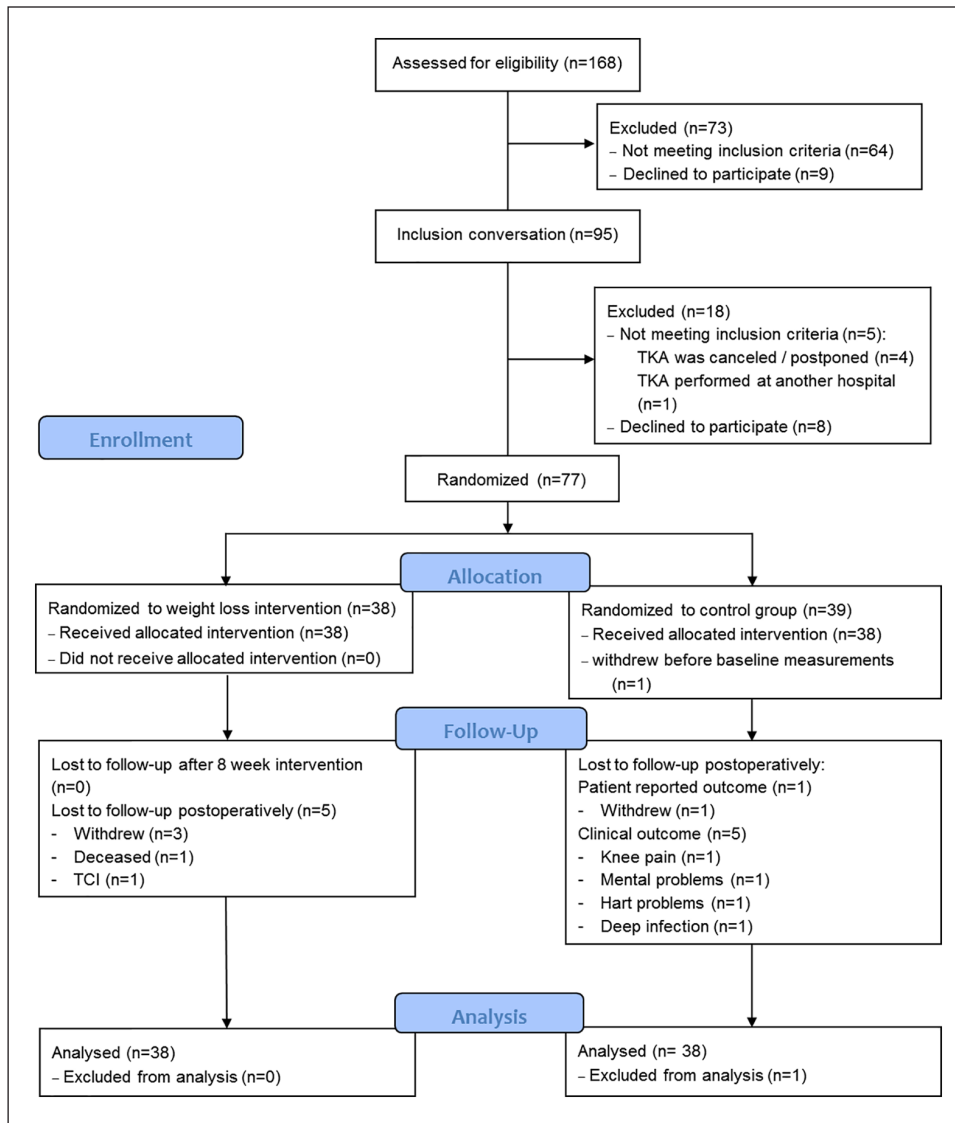 Assessed for eligibility (n=168)
Excluded (n=73)
– Not meeting inclusion criteria (n=64)
– Declined to participate (n=9)
Inclusion conversation (n=95)
Excluded (n=18)
– Not meeting inclusion criteria (n=5):
TKA was canceled / postponed (n=4)
TKA performed at another hospital
(n=1)
– Declined to participate (n=8)
Enrollment
Randomized (n=77)
Allocation
Randomized to weight loss intervention (n=38)
– Received allocated intervention (n=38)
– Did not receive allocated intervention (n=0)
Randomized to control group (n=39)
– Received allocated intervention (n=38)
– withdrew before baseline measurements
(n=1)
Follow-Up
Lost to follow-up after 8 week intervention
(n=0)
Lost to follow-up postoperatively (n=5)
- Withdrew (n=3)
- Deceased (n=1)
- TCI (n=1)
Lost to follow-up postoperatively:
Patient reported outcome (n=1)
- Withdrew (n=1)
Clinical outcome (n=5)
- Knee pain (n=1)
- Mental problems (n=1)
- Hart problems (n=1)
- Deep infection (n=1)
Analysis
Analysed (n=38)
– Excluded from analysis (n=0)
Analysed (n= 38)
– Excluded from analysis (n=1)